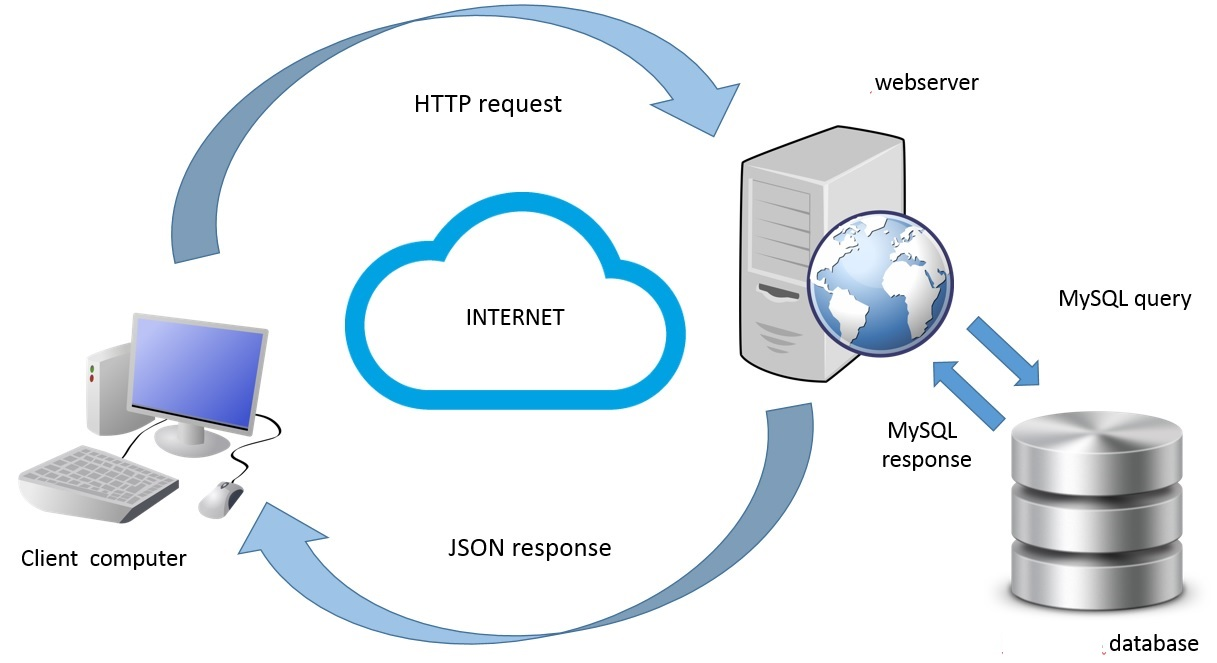 webserver
HTTP request
MySQL query
INTERNET
MySQL
response
JSON response
Client  computer
database